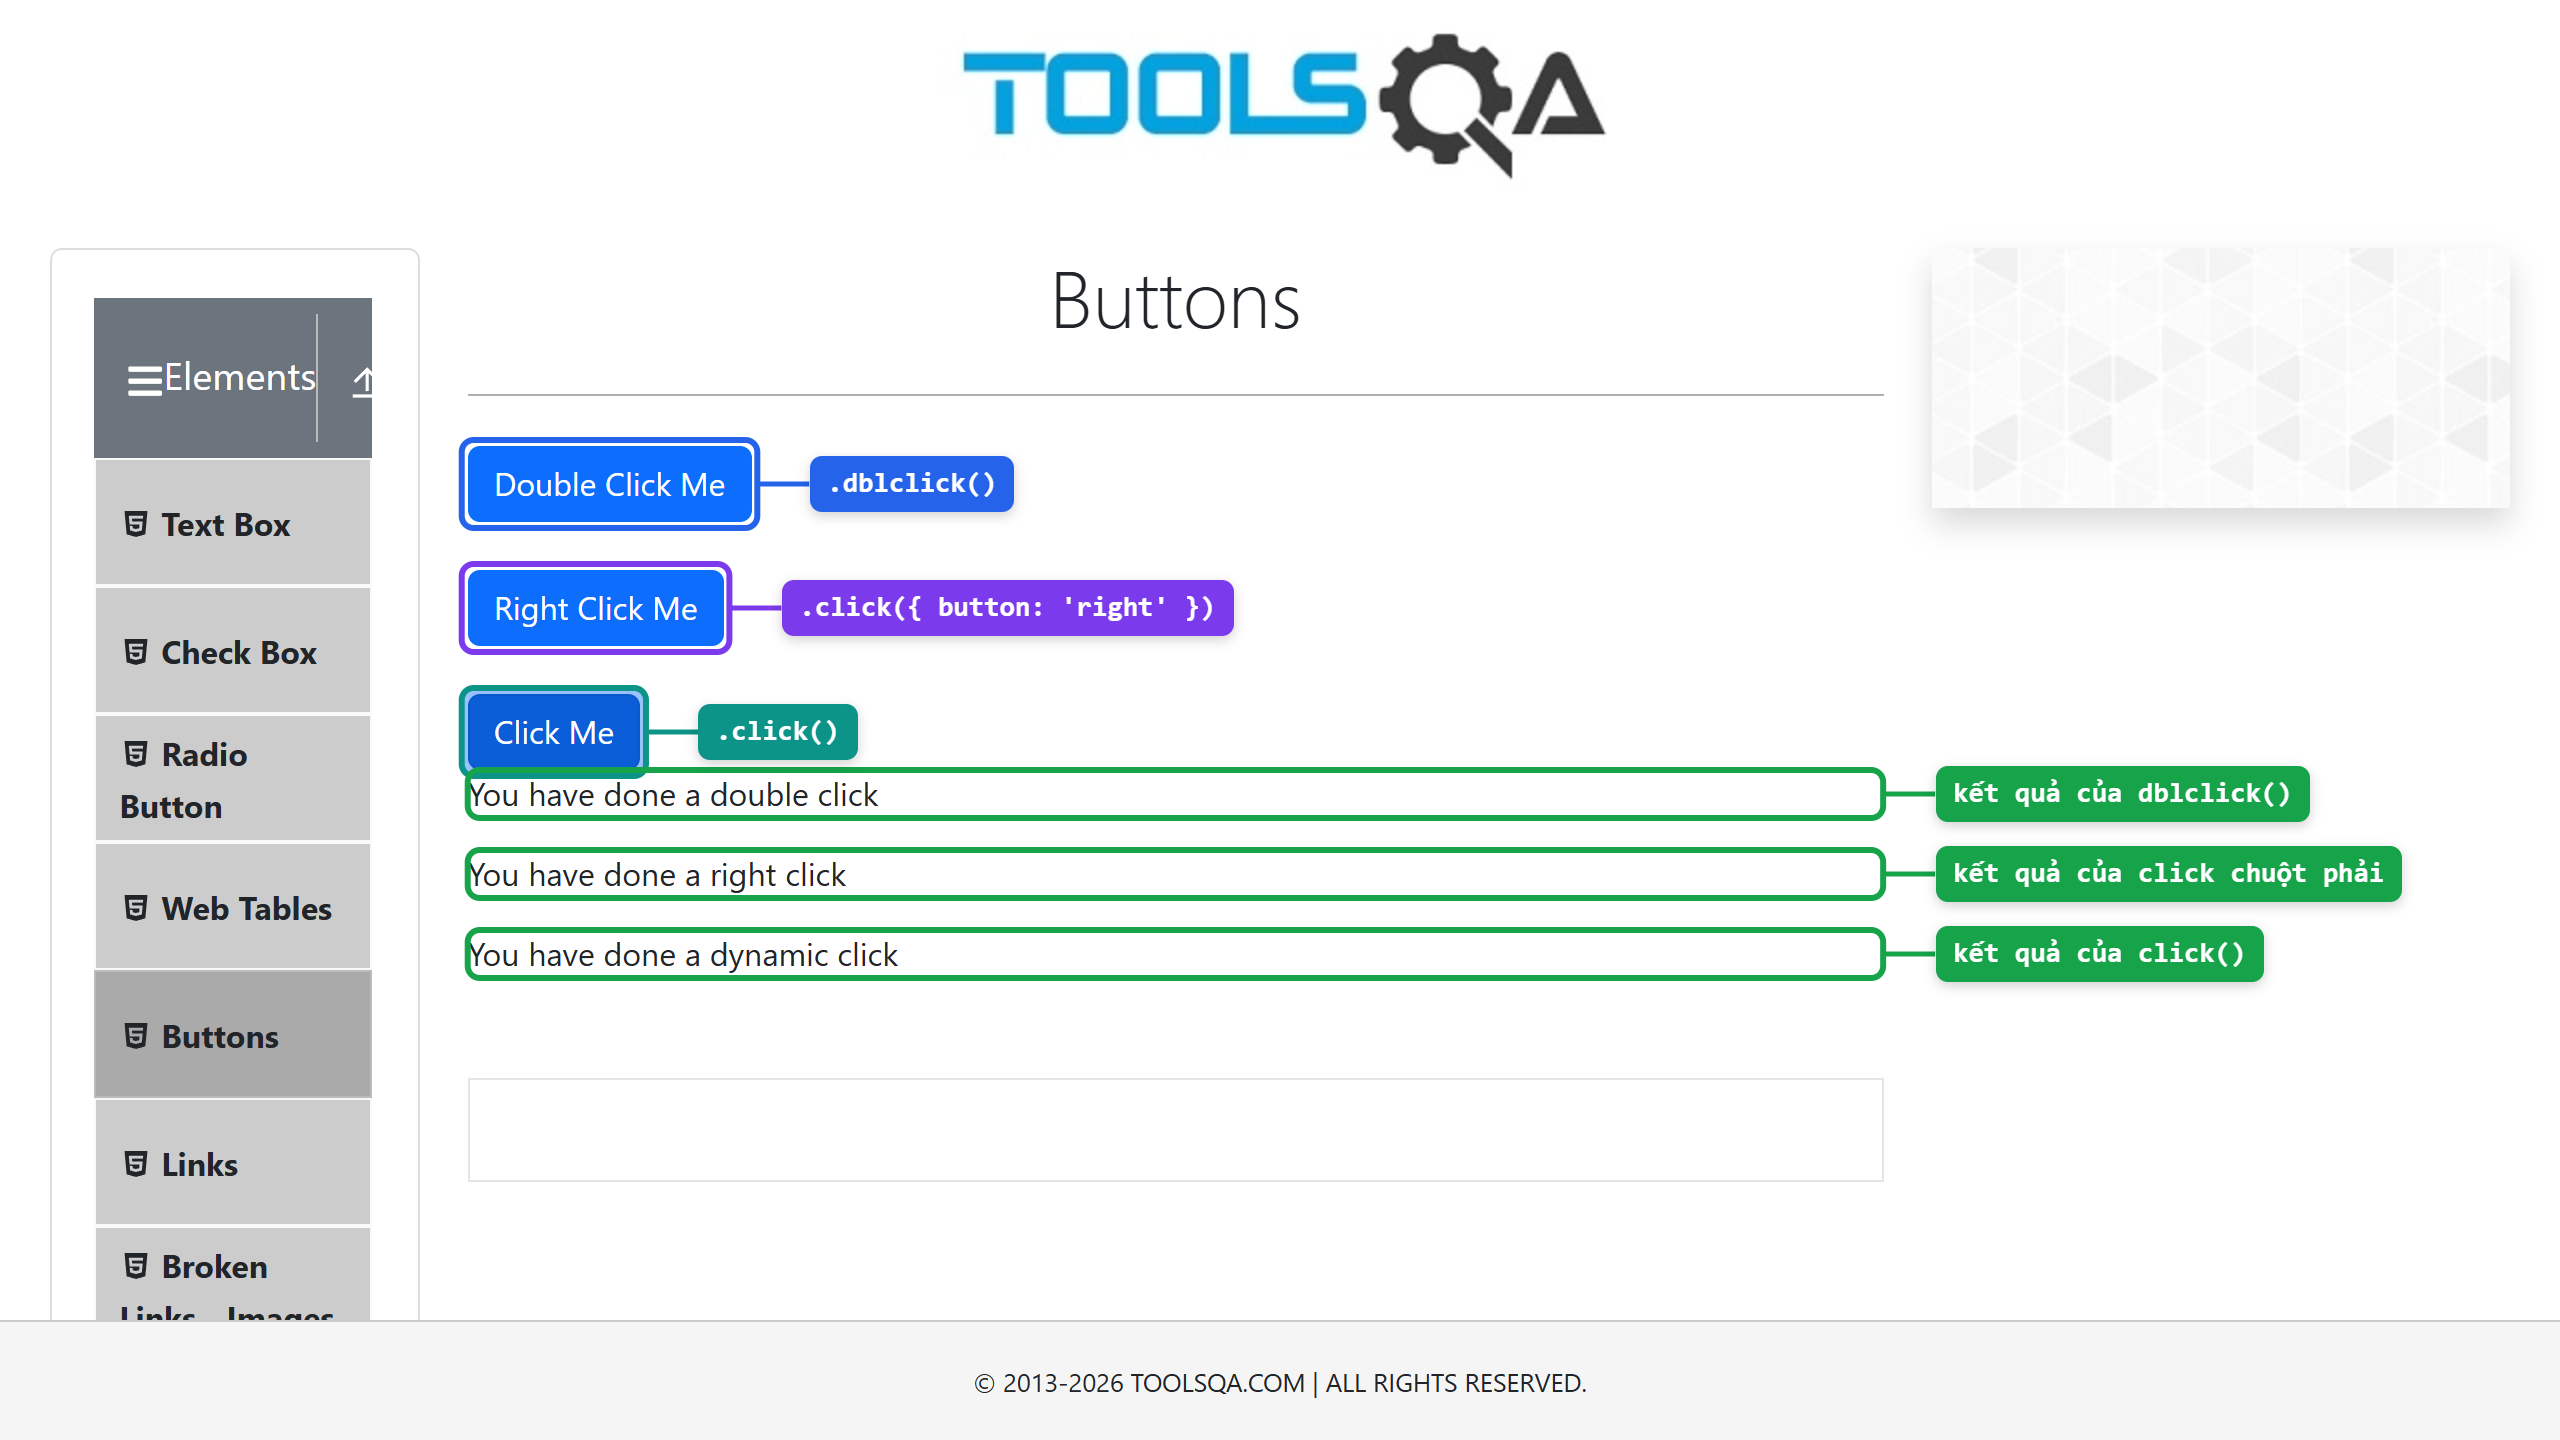 TOOLSQA
Buttons
Elements
Text Box
Check Box
Radio
Button
Web Tables
Buttons
Links
Broken
Links - Images
Double Click Me
.dblclick()
Right Click Me
.click({ button: 'right' })
Click Me
.click()
You have done a double click
kết quả của dblclick()
You have done a right click
kết quả của click chuột phải
You have done a dynamic click
kết quả của click()
© 2013-2026 TOOLSQA.COM | ALL RIGHTS RESERVED.